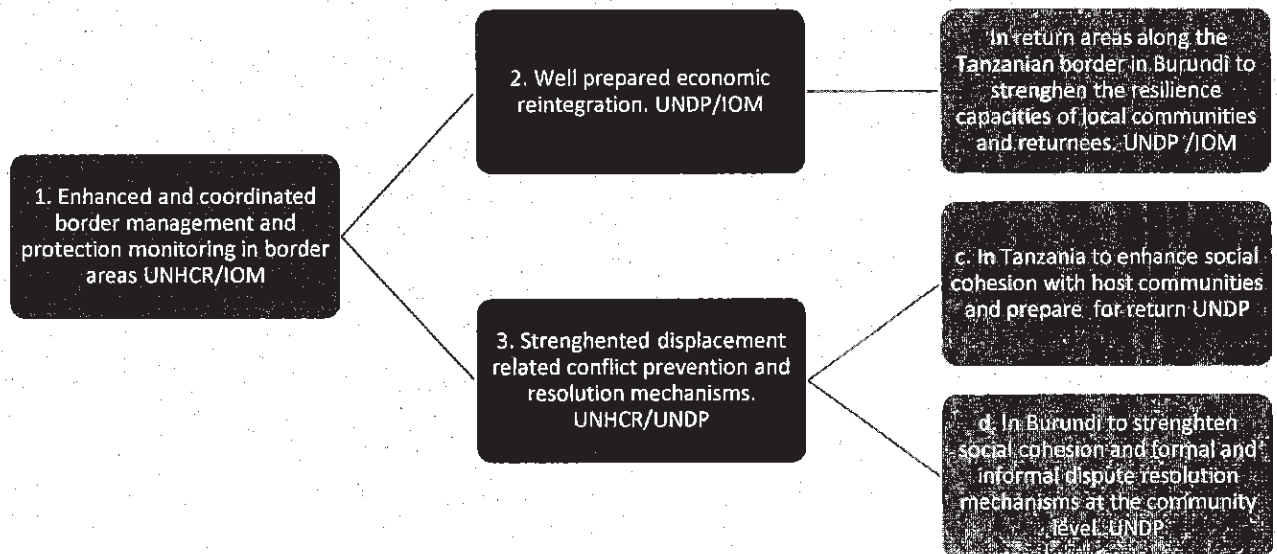 1. Enhanced and coordinated
border management and
protection monitoring in border
areas UNHCR/IOM
2. Well prepared economic
reintegration. UNDP/IOM
In return areas along the
Tanzanian border in Burundi to
strenghen the resilience
capacities of local communities
and returnees. UNDP /IOM
3. Strenghented displacement
related conflict prevention and
resolution mechanisms.
UNHCR/UNDP
c. In Tanzania to enhance social
cohesion with host communities
and prepare for return UNDP
d. In Burundi to strenghten
social cohesion and formal and
informal dispute resolution
mechanisms at the community
level. UNDP